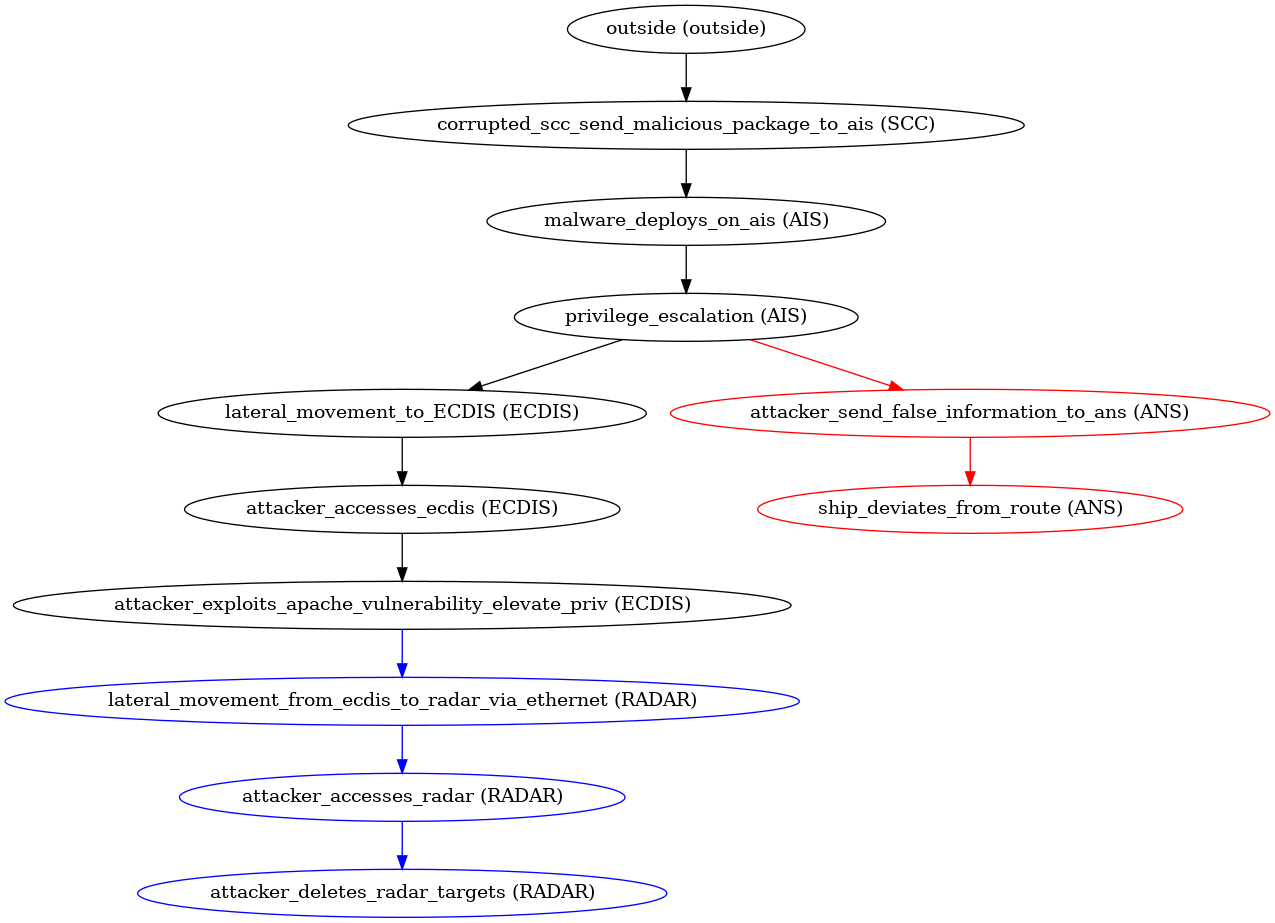 outside (outside)
corrupted_scc_send_malicious_package_to_ais (SCC)
malware_deploys_on_ais (AIS)
privilege_escalation (AIS)
lateral_movement_to_ECDIS (ECDIS)
attacker_send_false_information_to_ans (ANS)
attacker_accesses_ecdis (ECDIS)
ship_deviates_from_route (ANS)
attacker_exploits_apache_vulnerability_elevate_priv (ECDIS)
lateral_movement_from_ecdis_to_radar_via_ethernet (RADAR)
attacker_accesses_radar (RADAR)
attacker_deletes_radar_targets (RADAR)